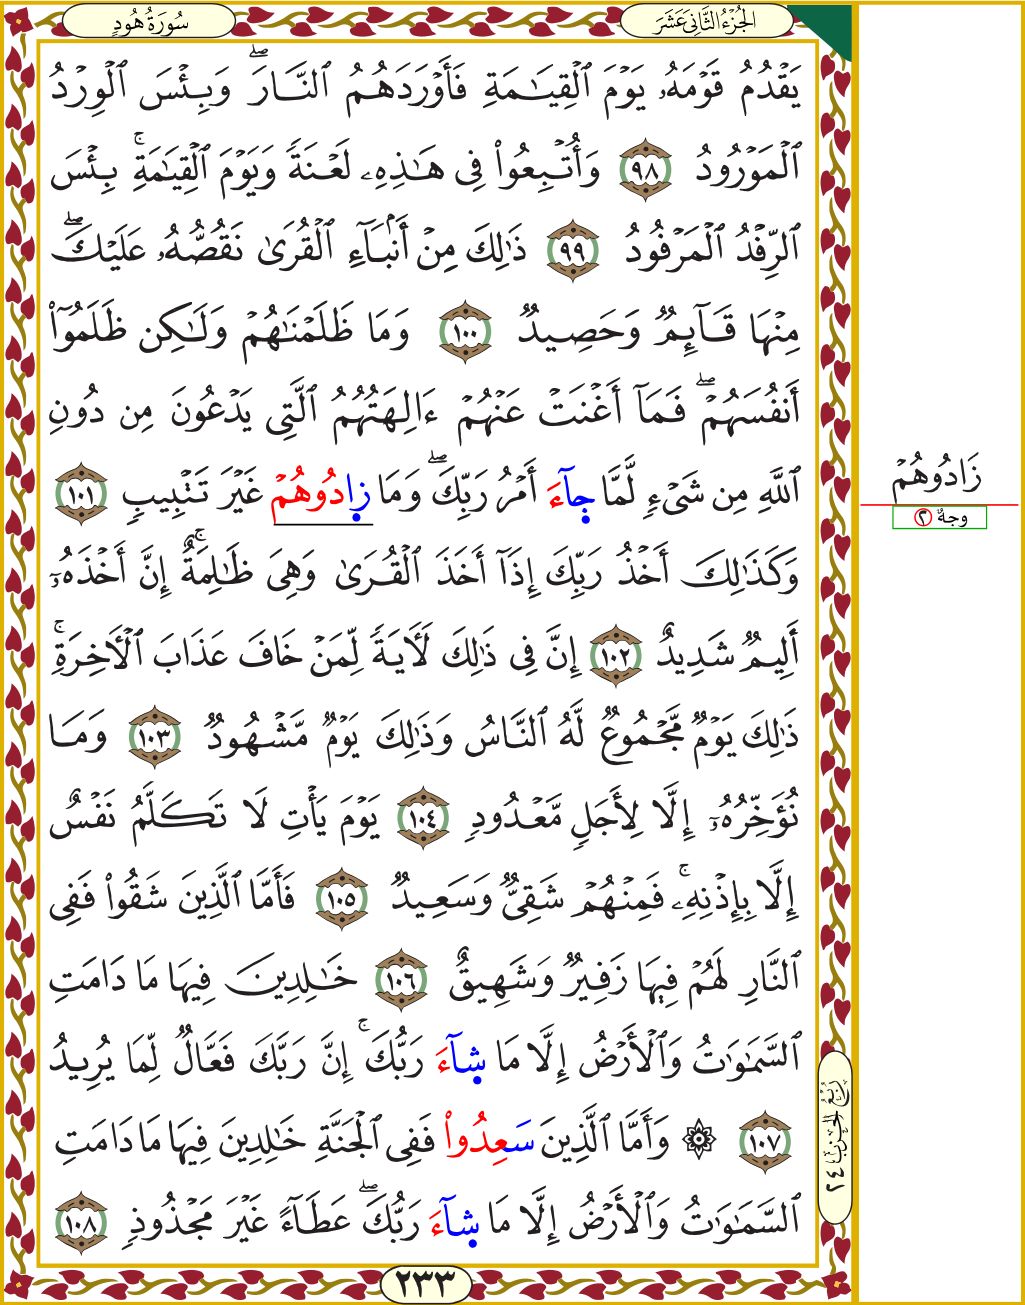 الجُزْءُ الثَّانِيَ عَشَرَ
سُورَةُ هُودٍ
يَقْدُمُ قَوْمَهُۥ يَوْمَ ٱلْقِيَٰمَةِ فَأَوْرَدَهُمُ ٱلنَّارَۖ وَبِئْسَ ٱلْوِرْدُ
ٱلْمَوْرُودُ ٩٨ وَأُتْبِعُوا۟ فِى هَٰذِهِۦ لَعْنَةً وَيَوْمَ ٱلْقِيَٰمَةِۚ بِئْسَ
ٱلرِّفْدُ ٱلْمَرْفُودُ ٩٩ ذَٰلِكَ مِنْ أَنۢبَآءِ ٱلْقُرَىٰ نَقُصُّهُۥ عَلَيْكَۖ
مِنْهَا قَآئِمٌ وَحَصِيدٌ ١٠٠ وَمَا ظَلَمْنَٰهُمْ وَلَٰكِن ظَلَمُوٓا۟
أَنفُسَهُمْۖ فَمَآ أَغْنَتْ عَنْهُمْ ءَالِهَتُهُمُ ٱلَّتِى يَدْعُونَ مِن دُونِ
ٱللَّهِ مِن شَىْءٍ لَّمَّا جَآءَ أَمْرُ رَبِّكَۖ وَمَا زَادُوهُمْ غَيْرَ تَتْبِيبٍ ١٠١
وَكَذَٰلِكَ أَخْذُ رَبِّكَ إِذَآ أَخَذَ ٱلْقُرَىٰ وَهِىَ ظَٰلِمَةٌۚ إِنَّ أَخْذَهُۥٓ
أَلِيمٌ شَدِيدٌ ١٠٢ إِنَّ فِى ذَٰلِكَ لَءَايَةً لِّمَنْ خَافَ عَذَابَ ٱلْءَاخِرَةِۚ
ذَٰلِكَ يَوْمٌ مَّجْمُوعٌ لَّهُ ٱلنَّاسُ وَذَٰلِكَ يَوْمٌ مَّشْهُودٌ ١٠٣ وَمَا
نُؤَخِّرُهُۥٓ إِلَّا لِأَجَلٍ مَّعْدُودٍ ١٠٤ يَوْمَ يَأْتِ لَا تَكَلَّمُ نَفْسٌ
إِلَّا بِإِذْنِهِۦۚ فَمِنْهُمْ شَقِىٌّ وَسَعِيدٌ ١٠٥ فَأَمَّا ٱلَّذِينَ شَقُوا۟ فَفِى
ٱلنَّارِ لَهُمْ فِيهَا زَفِيرٌ وَشَهِيقٌ ١٠٦ خَٰلِدِينَ فِيهَا مَا دَامَتِ
ٱلسَّمَٰوَٰتُ وَٱلْأَرْضُ إِلَّا مَا شَآءَ رَبُّكَۚ إِنَّ رَبَّكَ فَعَّالٌ لِّمَا يُرِيدُ
١٠٧ ۞ وَأَمَّا ٱلَّذِينَ سَعِدُوا۟ فَفِى ٱلْجَنَّةِ خَٰلِدِينَ فِيهَا مَا دَامَتِ
ٱلسَّمَٰوَٰتُ وَٱلْأَرْضُ إِلَّا مَا شَآءَ رَبُّكَۖ عَطَآءً غَيْرَ مَجْذُوذٍ ١٠٨
٢٣٣
زَادُوهُمْ
وجهٌ ٢
رُبْعُ الحِزْبِ ٢٤